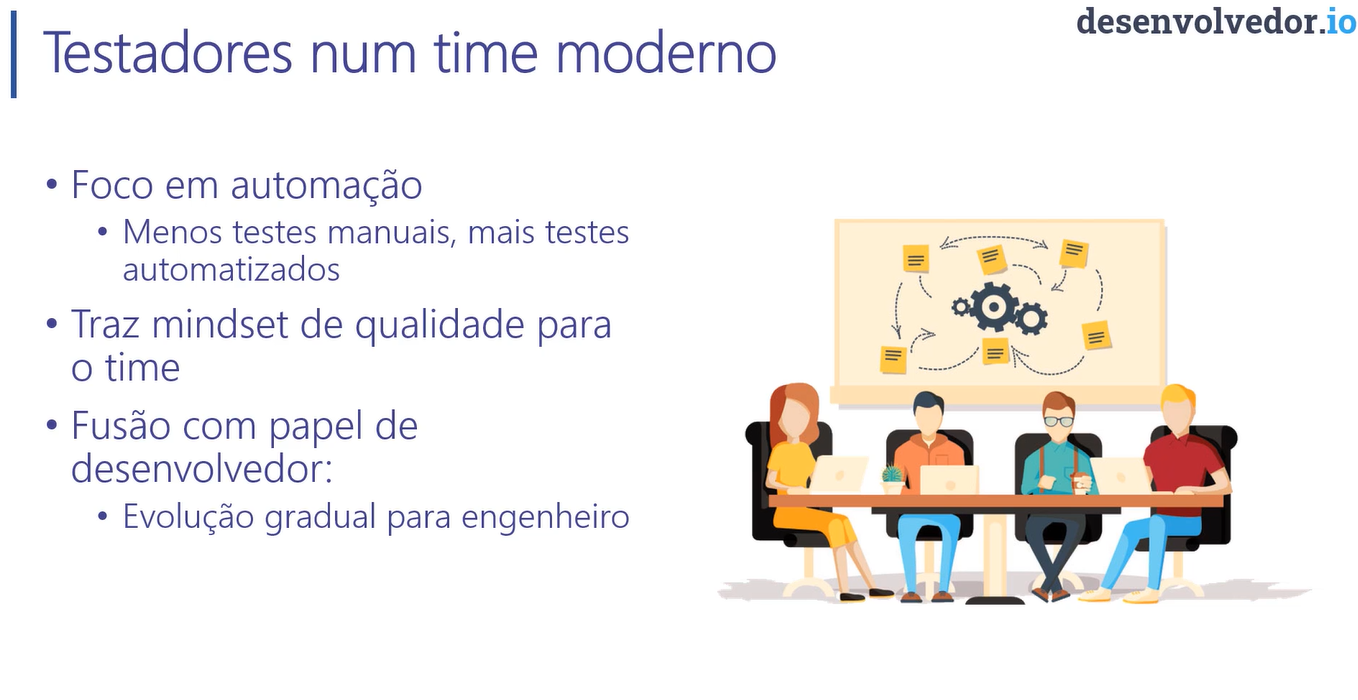 desenvolvedor.io
Testadores num time moderno
• Foco em automação
• Menos testes manuais, mais testes
automatizados
• Traz mindset de qualidade para
o time
• Fusão com papel de
desenvolvedor:
• Evolução gradual para engenheiro